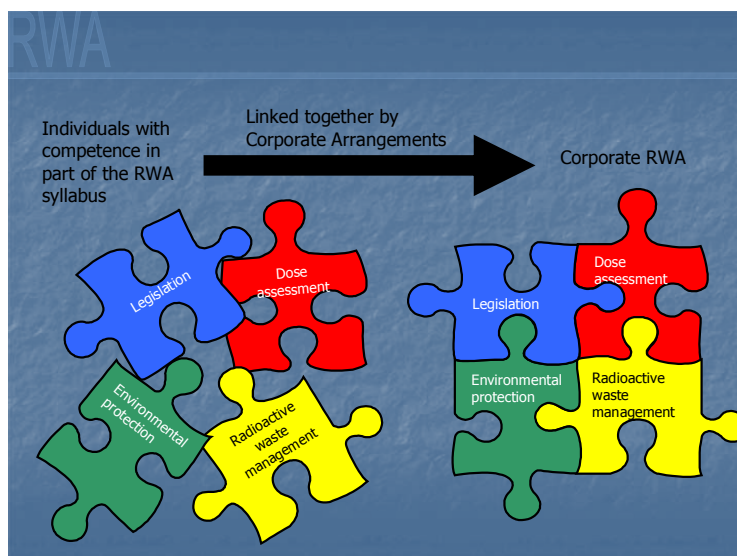 RWA
Individuals with
competence in
part of the RWA
syllabus
Linked together by
Corporate Arrangements
Corporate RWA
Legislation
Dose
assessment
Environmental
protection
Radioactive
waste
management
Legislation
Dose
assessment
Environmental
protection
Radioactive
waste
management